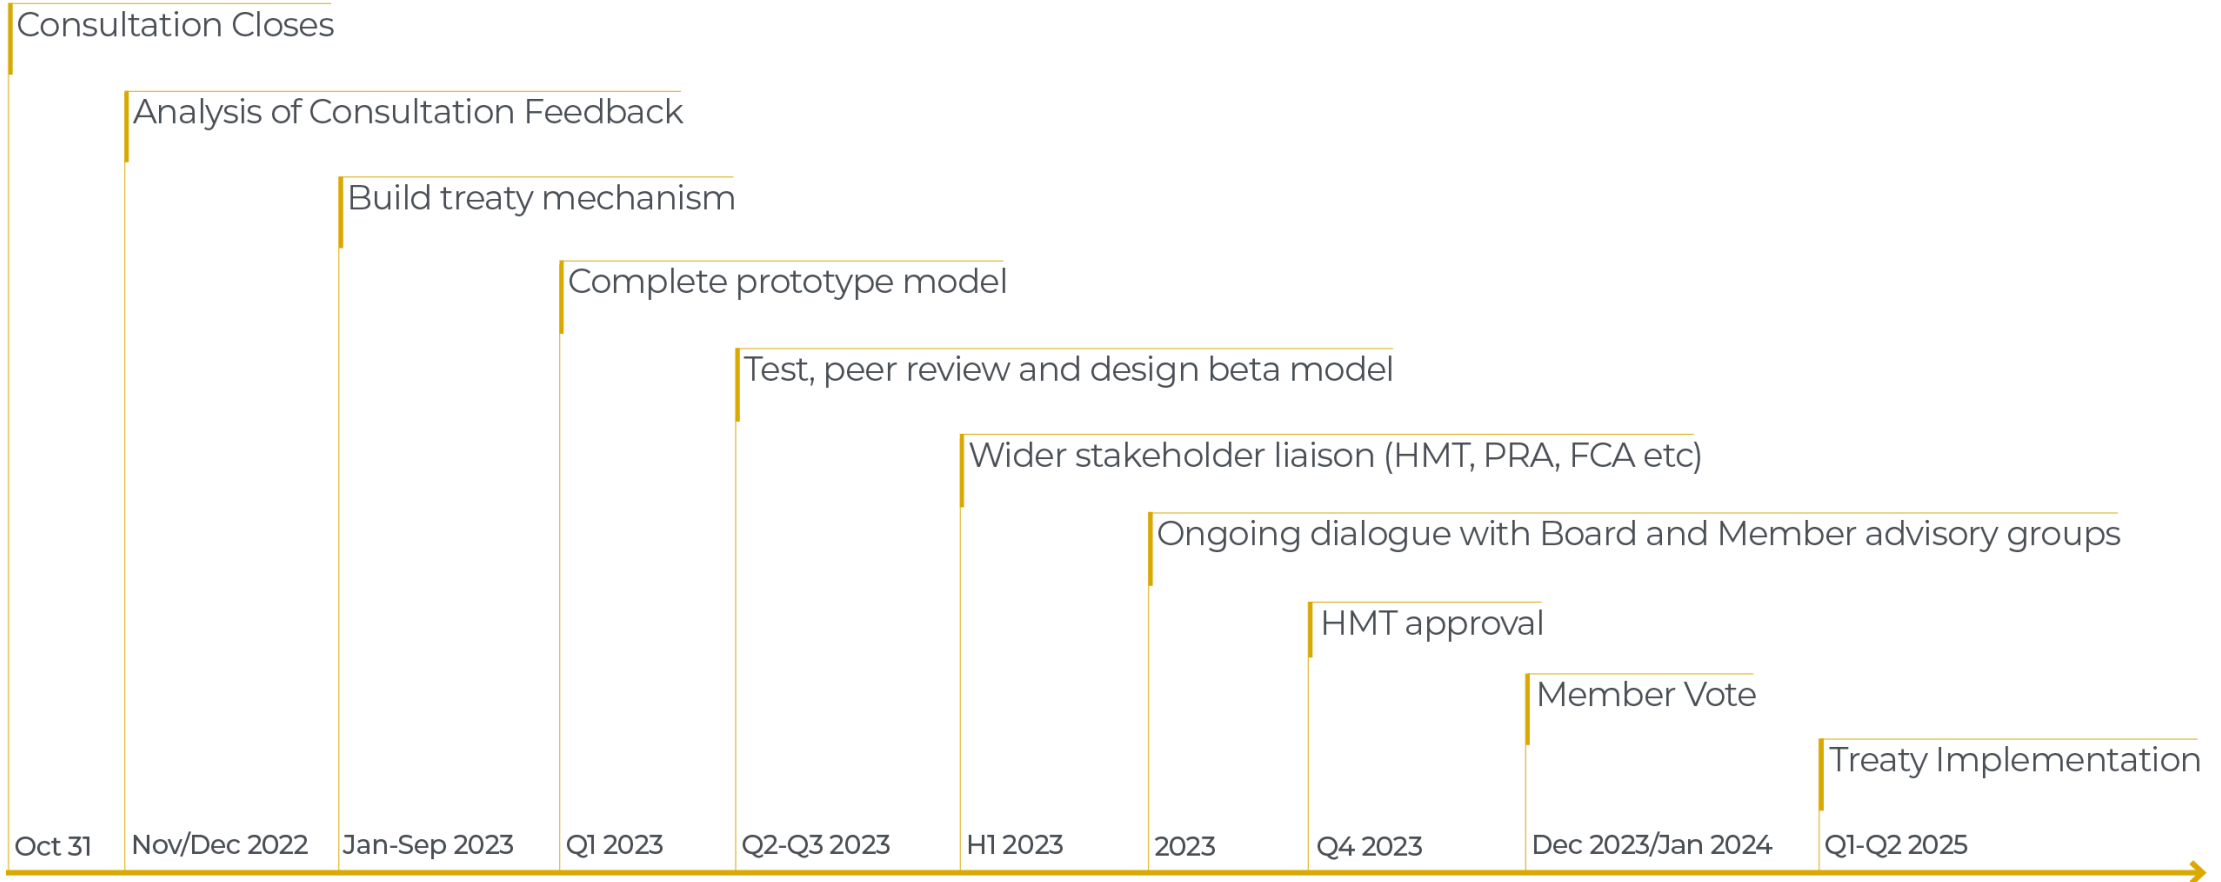 Consultation Closes
Analysis of Consultation Feedback
Build treaty mechanism
Complete prototype model
Test, peer review and design beta model
Wider stakeholder liaison (HMT, PRA, FCA etc)
Ongoing dialogue with Board and Member advisory groups
HMT approval
Member Vote
Treaty Implementation
Oct 31
Nov/Dec 2022
Jan-Sep 2023
Q1 2023
Q2-Q3 2023
H1 2023
2023
Q4 2023
Dec 2023/Jan 2024
Q1-Q2 2025